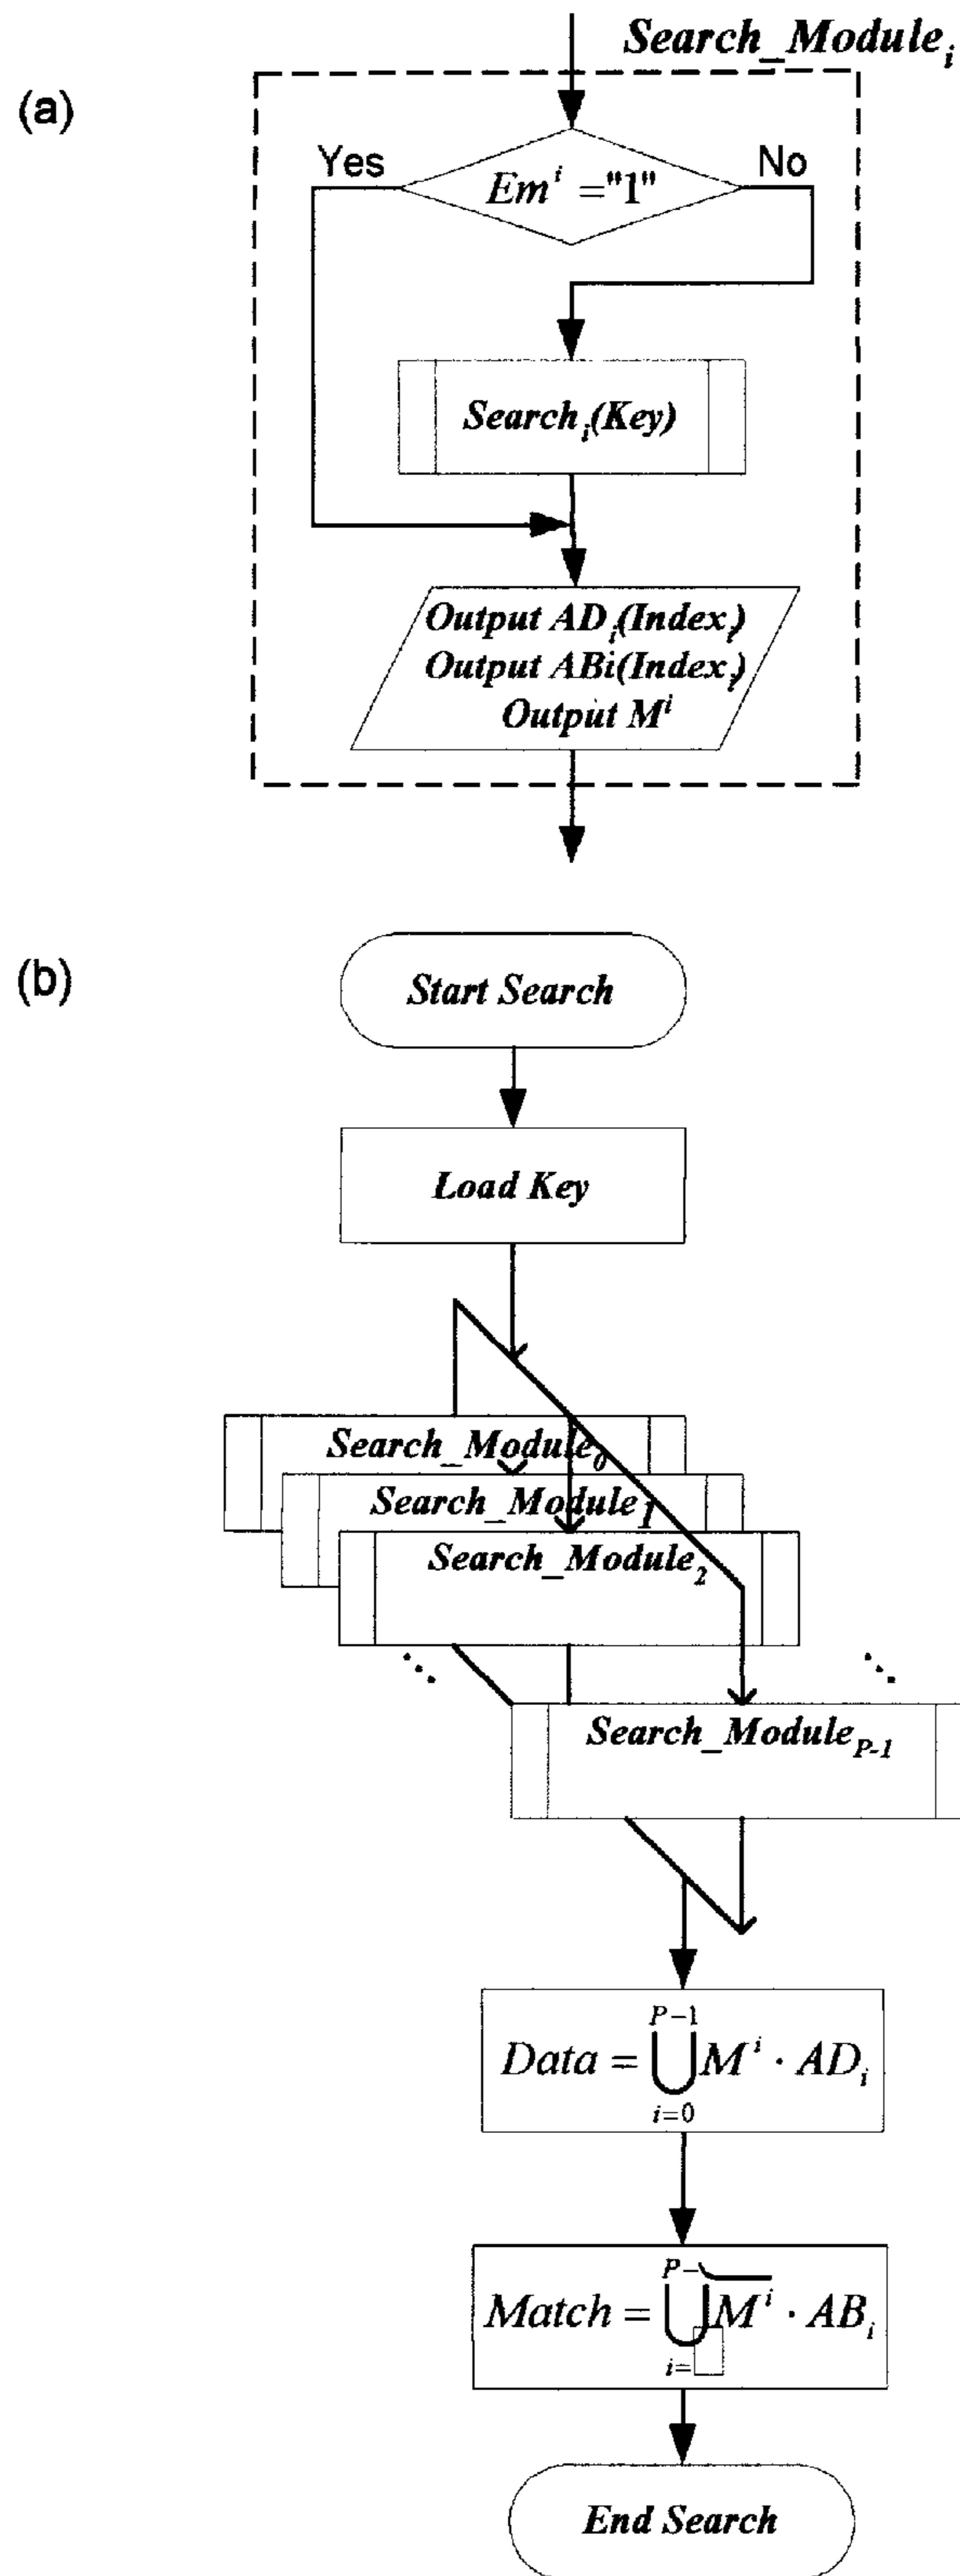 Search_Module_i
(a)
Yes
No
Em^i ="1"
Search_i(Key)
Output AD_i(Index_i)
Output ABi(Index_i)
Output M^i
(b)
Start Search
Load Key
Search_Module_0
Search_Module_1
Search_Module_2
⋱ ⋱
Search_Module_P-1
P-1
Data = ⋃ M^i · AD_i
i=0
P-
Match = ⋃ M^i · AB_i
i=
End Search